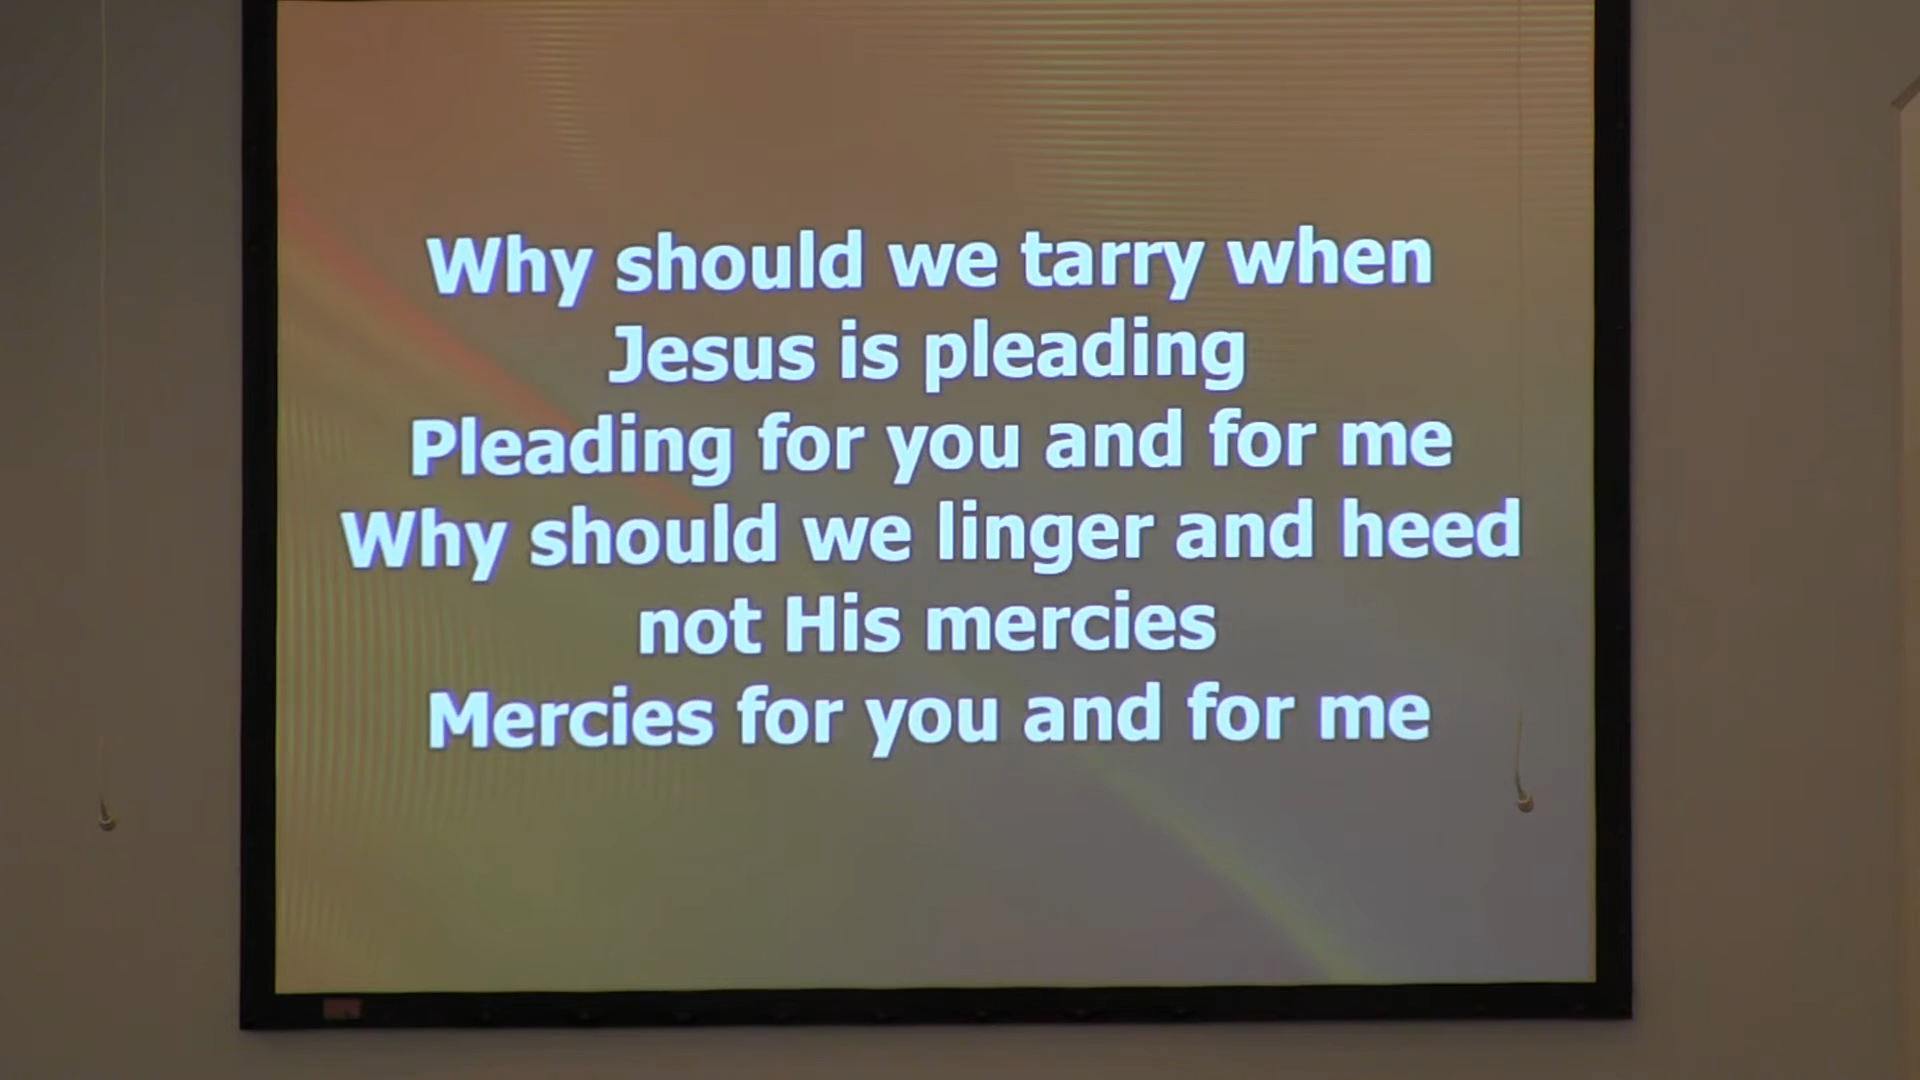 Why should we tarry when
Jesus is pleading
Pleading for you and for me
Why should we linger and heed
not His mercies
Mercies for you and for me